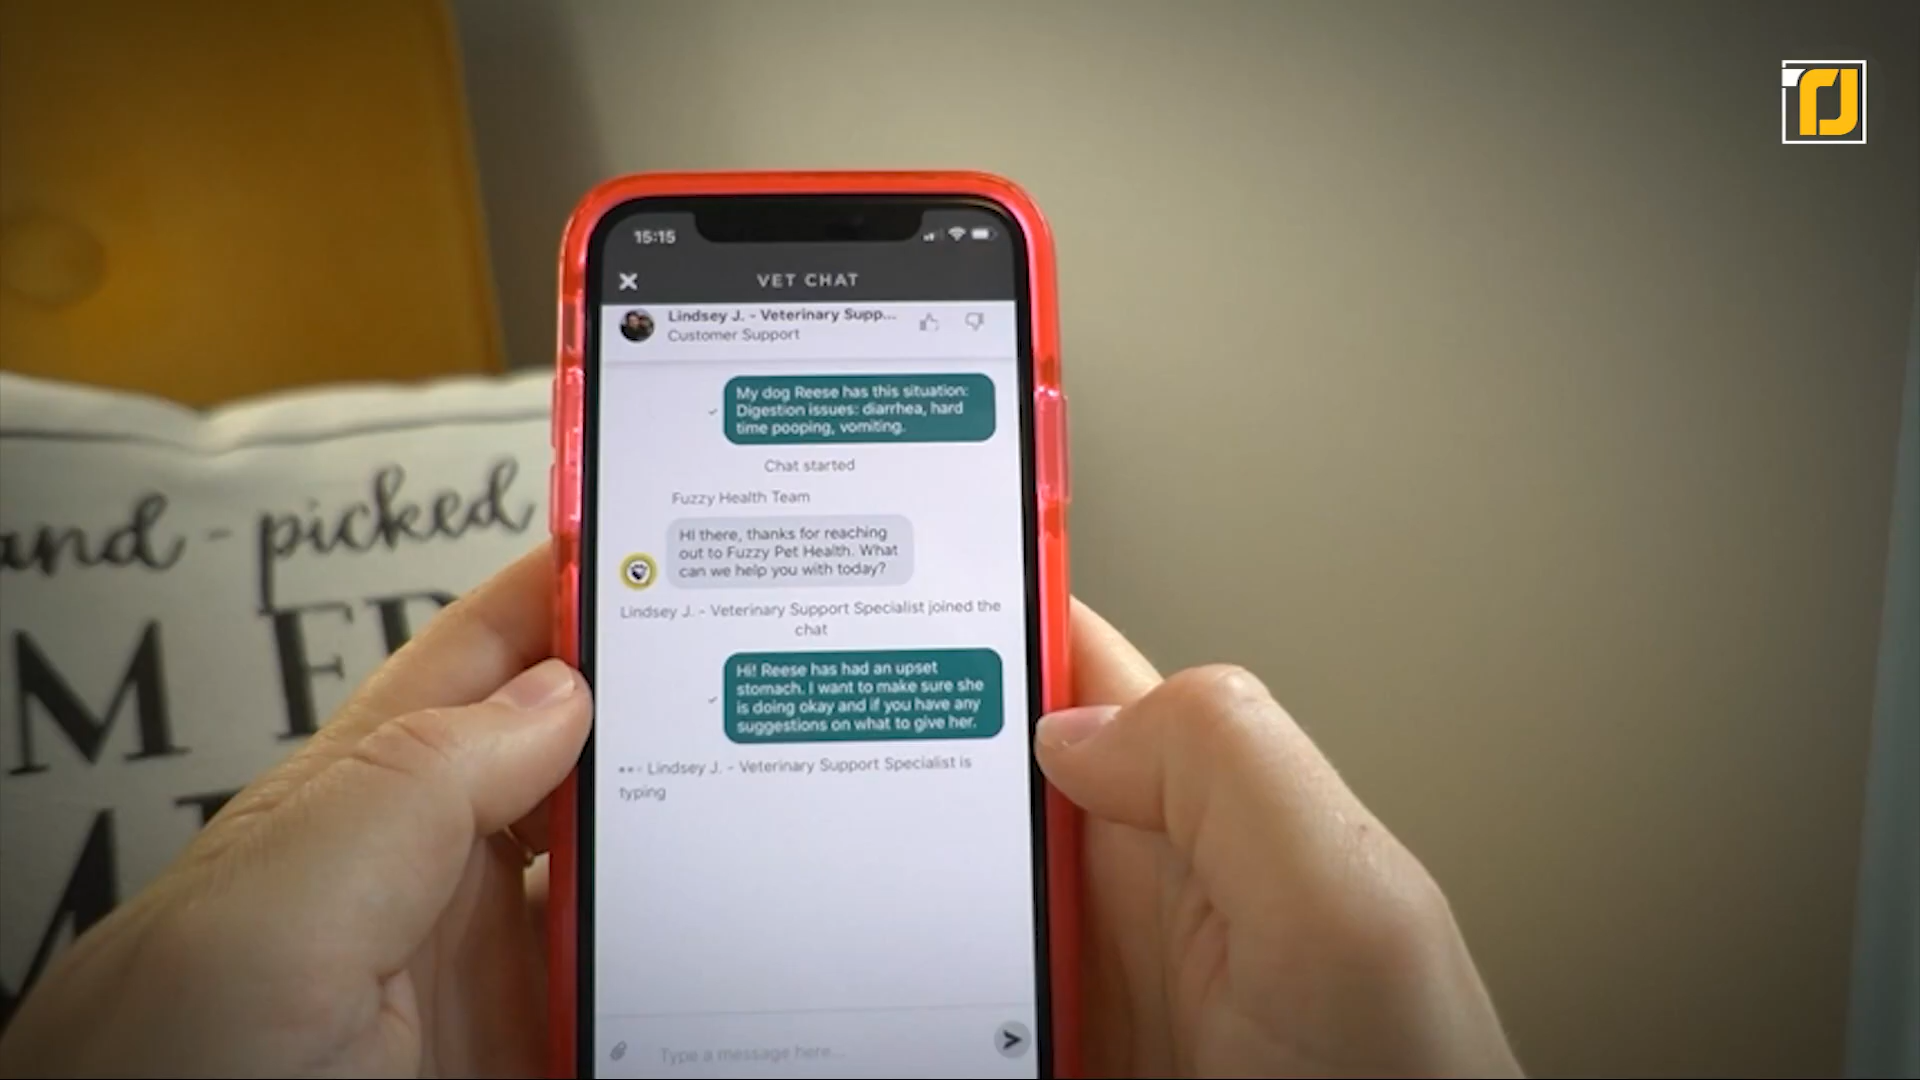 15:15
VET CHAT
Lindsey J. - Veterinary Supp...
Customer Support
My dog Reese has this situation:
Digestion issues: diarrhea, hard
time pooping, vomiting.
Chat started
Fuzzy Health Team
Hi there, thanks for reaching
out to Fuzzy Pet Health. What
can we help you with today?
Lindsey J. - Veterinary Support Specialist joined the
chat
Hi! Reese has had an upset
stomach. I want to make sure she
is doing okay and if you have any
suggestions on what to give her.
Lindsey J. - Veterinary Support Specialist is
typing
Type a message here...
and - picked